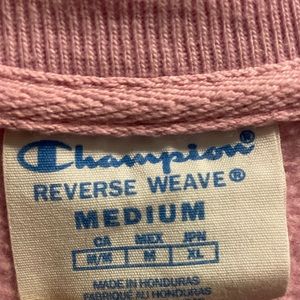 Champion®
REVERSE WEAVE®
MEDIUM
CA MEX JPN
M/M M XL
MADE IN HONDURAS
FABRIQUÉ AU HONDURAS